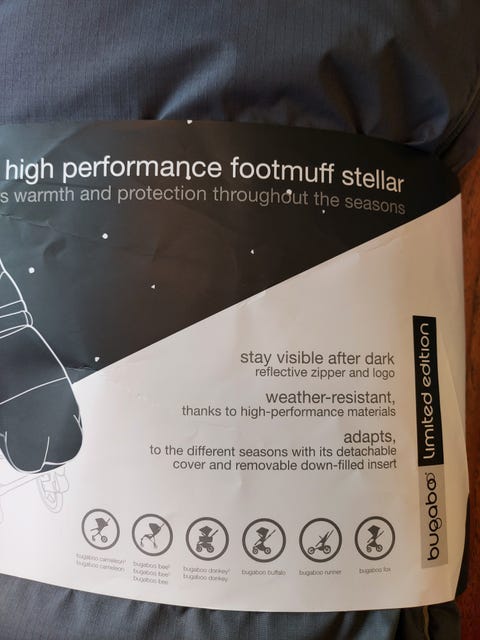 high performance footmuff stellar
s warmth and protection throughout the seasons
stay visible after dark
reflective zipper and logo
weather-resistant,
thanks to high-performance materials
adapts,
to the different seasons with its detachable
cover and removable down-filled insert
bugaboo limited edition
bugaboo cameleon³
bugaboo cameleon
bugaboo bee⁵
bugaboo bee³
bugaboo bee
bugaboo donkey²
bugaboo donkey
bugaboo buffalo
bugaboo runner
bugaboo fox